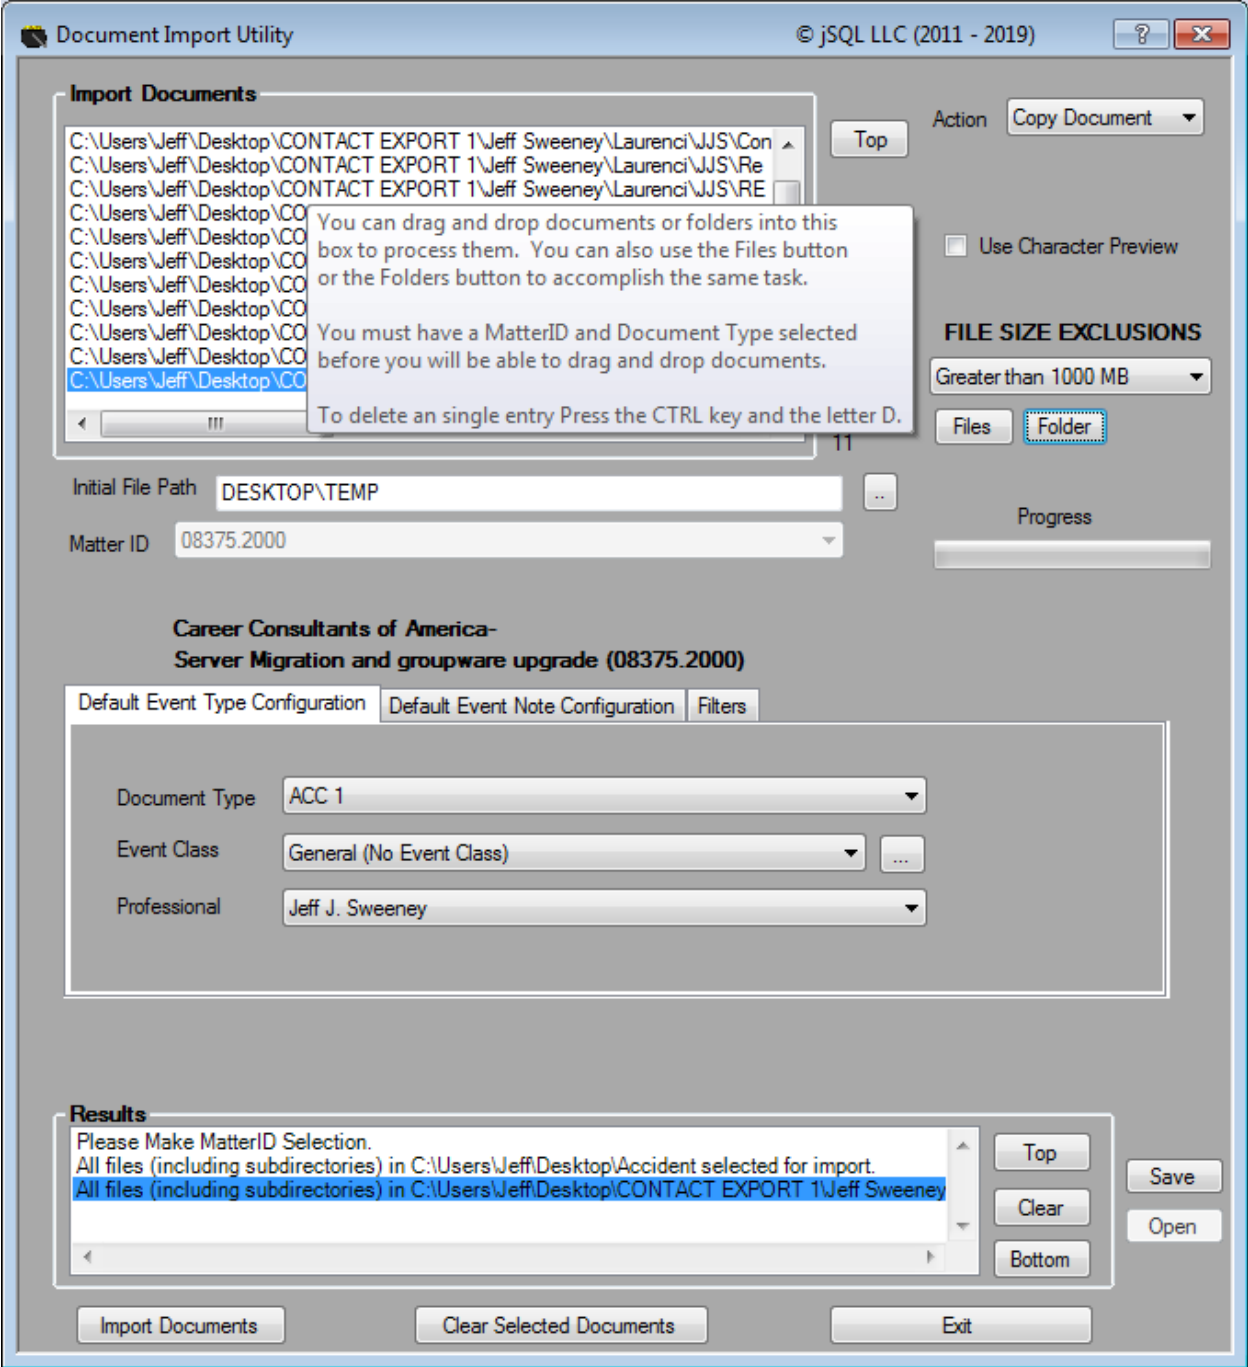 Document Import Utility © jSQL LLC (2011 - 2019)
Import Documents
C:\Users\Jeff\Desktop\CONTACT EXPORT 1\Jeff Sweeney\Laurenci\JJS\Con
C:\Users\Jeff\Desktop\CONTACT EXPORT 1\Jeff Sweeney\Laurenci\JJS\Re
C:\Users\Jeff\Desktop\CONTACT EXPORT 1\Jeff Sweeney\Laurenci\JJS\RE
C:\Users\Jeff\Desktop\CO
C:\Users\Jeff\Desktop\CO
C:\Users\Jeff\Desktop\CO
C:\Users\Jeff\Desktop\CO
C:\Users\Jeff\Desktop\CO
C:\Users\Jeff\Desktop\CO
C:\Users\Jeff\Desktop\CO
C:\Users\Jeff\Desktop\CO
You can drag and drop documents or folders into this
box to process them. You can also use the Files button
or the Folders button to accomplish the same task.
You must have a MatterID and Document Type selected
before you will be able to drag and drop documents.
To delete an single entry Press the CTRL key and the letter D.
Top
Action Copy Document
Use Character Preview
FILE SIZE EXCLUSIONS
Greater than 1000 MB
Files Folder
11
Initial File Path DESKTOP\TEMP ..
Matter ID 08375.2000
Progress
Career Consultants of America-
Server Migration and groupware upgrade (08375.2000)
Default Event Type Configuration Default Event Note Configuration Filters
Document Type ACC 1
Event Class General (No Event Class) ...
Professional Jeff J. Sweeney
Results
Please Make MatterID Selection.
All files (including subdirectories) in C:\Users\Jeff\Desktop\Accident selected for import.
All files (including subdirectories) in C:\Users\Jeff\Desktop\CONTACT EXPORT 1\Jeff Sweeney
Top
Clear
Bottom
Save
Open
Import Documents Clear Selected Documents Exit